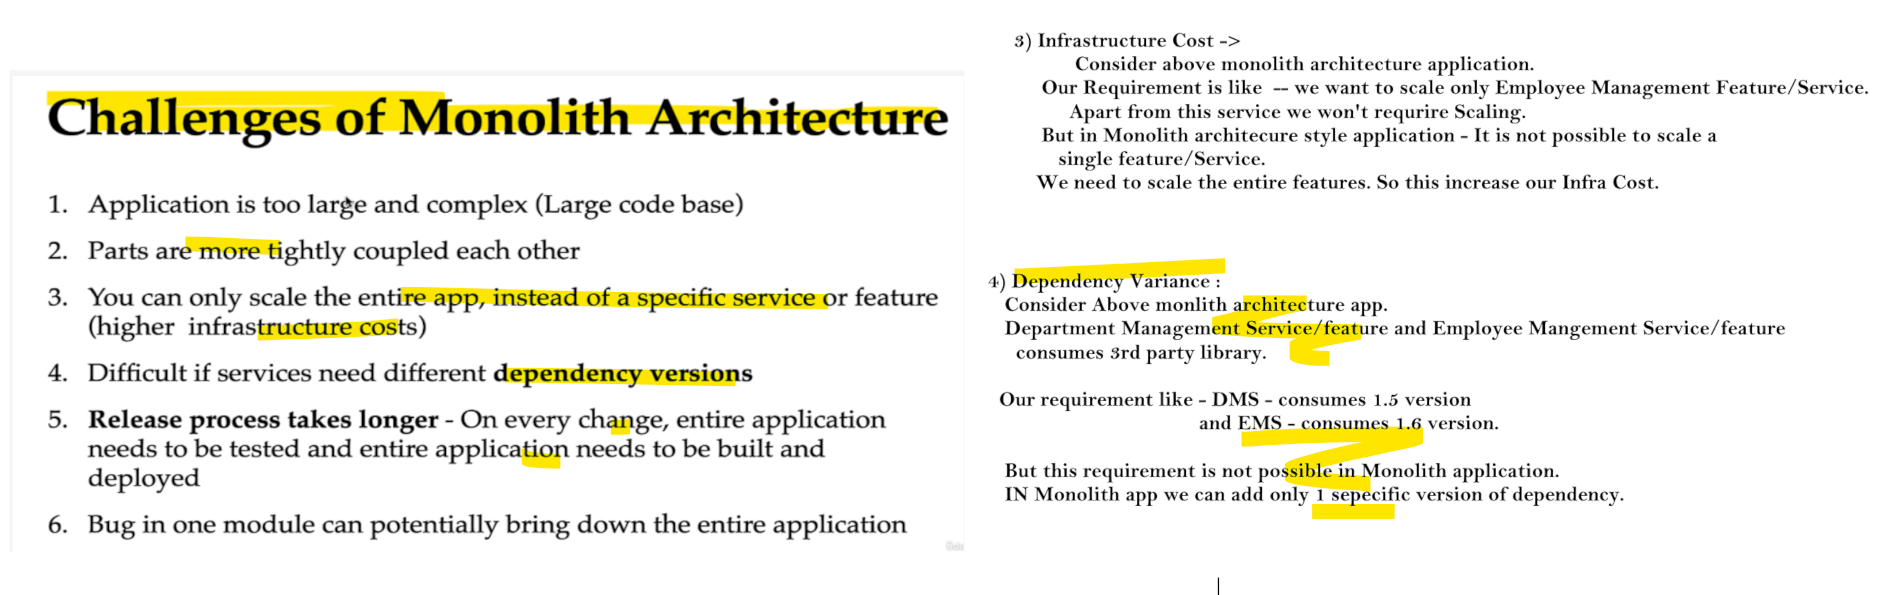 Challenges of Monolith Architecture
1. Application is too large and complex (Large code base)
2. Parts are more tightly coupled each other
3. You can only scale the entire app, instead of a specific service or feature
(higher infrastructure costs)
4. Difficult if services need different dependency versions
5. Release process takes longer - On every change, entire application
needs to be tested and entire application needs to be built and
deployed
6. Bug in one module can potentially bring down the entire application
3) Infrastructure Cost ->
Consider above monolith architecture application.
Our Requirement is like -- we want to scale only Employee Management Feature/Service.
Apart from this service we won't requrire Scaling.
But in Monolith architecure style application - It is not possible to scale a
single feature/Service.
We need to scale the entire features. So this increase our Infra Cost.
4) Dependency Variance :
Consider Above monlith architecture app.
Department Management Service/feature and Employee Mangement Service/feature
consumes 3rd party library.
Our requirement like - DMS - consumes 1.5 version
and EMS - consumes 1.6 version.
But this requirement is not possible in Monolith application.
IN Monolith app we can add only 1 sepecific version of dependency.